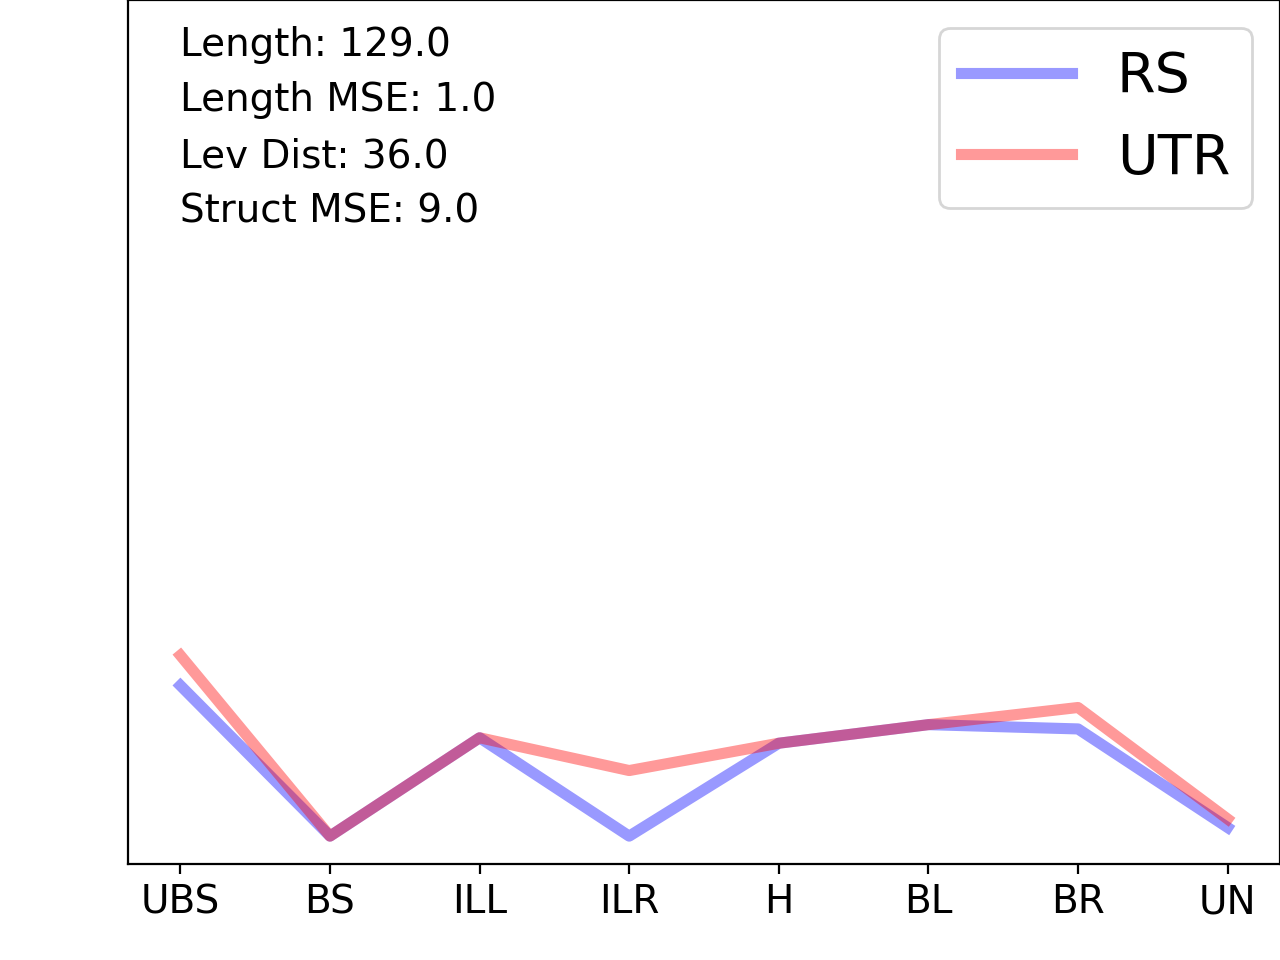 Length: 129.0
Length MSE: 1.0
Lev Dist: 36.0
Struct MSE: 9.0
RS
UTR
UBS BS ILL ILR H BL BR UN